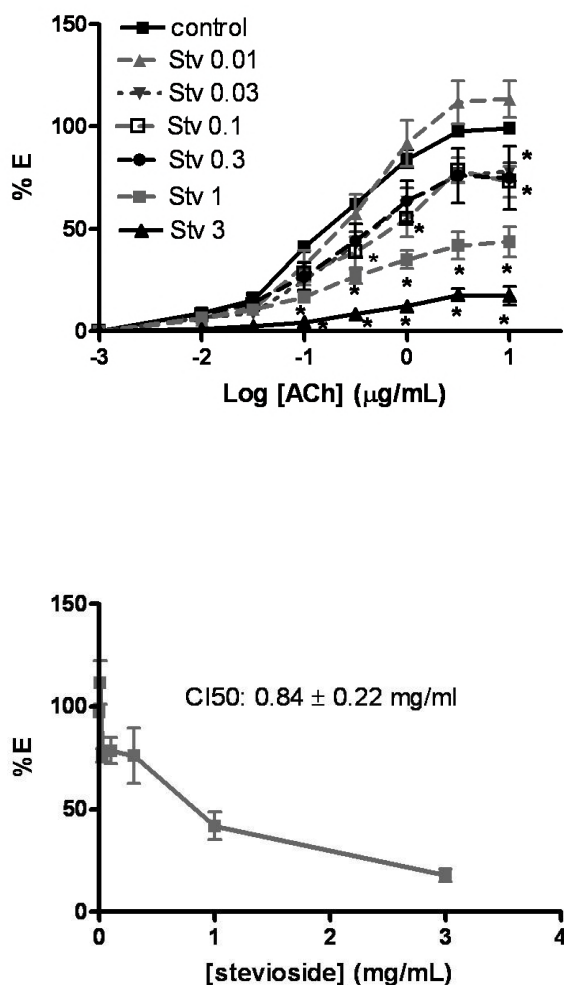 150
100
50
0
% E
control
Stv 0.01
Stv 0.03
Stv 0.1
Stv 0.3
Stv 1
Stv 3
* * * * * * * * * * * * * * *
-3 -2 -1 0 1
Log [ACh] (µg/mL)
150
100
50
0
% E
CI50: 0.84 ± 0.22 mg/ml
0 1 2 3 4
[stevioside] (mg/mL)